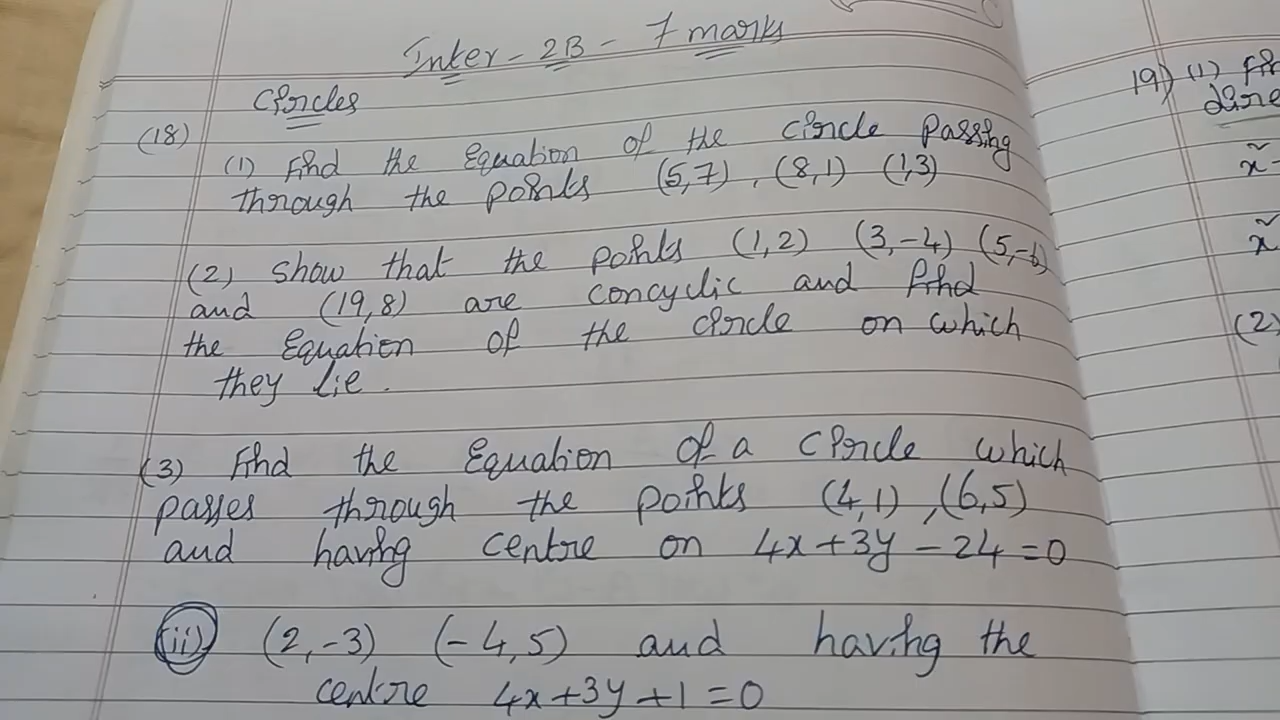 Inter - 2B - 7 marks
Circles
(18)
(1) Find the Equation of the circle passing
through the points (5,7), (8,1) (1,3)
(2) Show that the points (1,2) (3,-4) (5,-6)
and (19,8) are concyclic and find
the Equation of the circle on which
they lie.
(3) Find the Equation of a circle which
passes through the points (4,1), (6,5)
and having centre on 4x+3y-24=0
(ii) (2,-3) (-4,5) and having the
centre 4x+3y+1=0
19) (1)
(2)